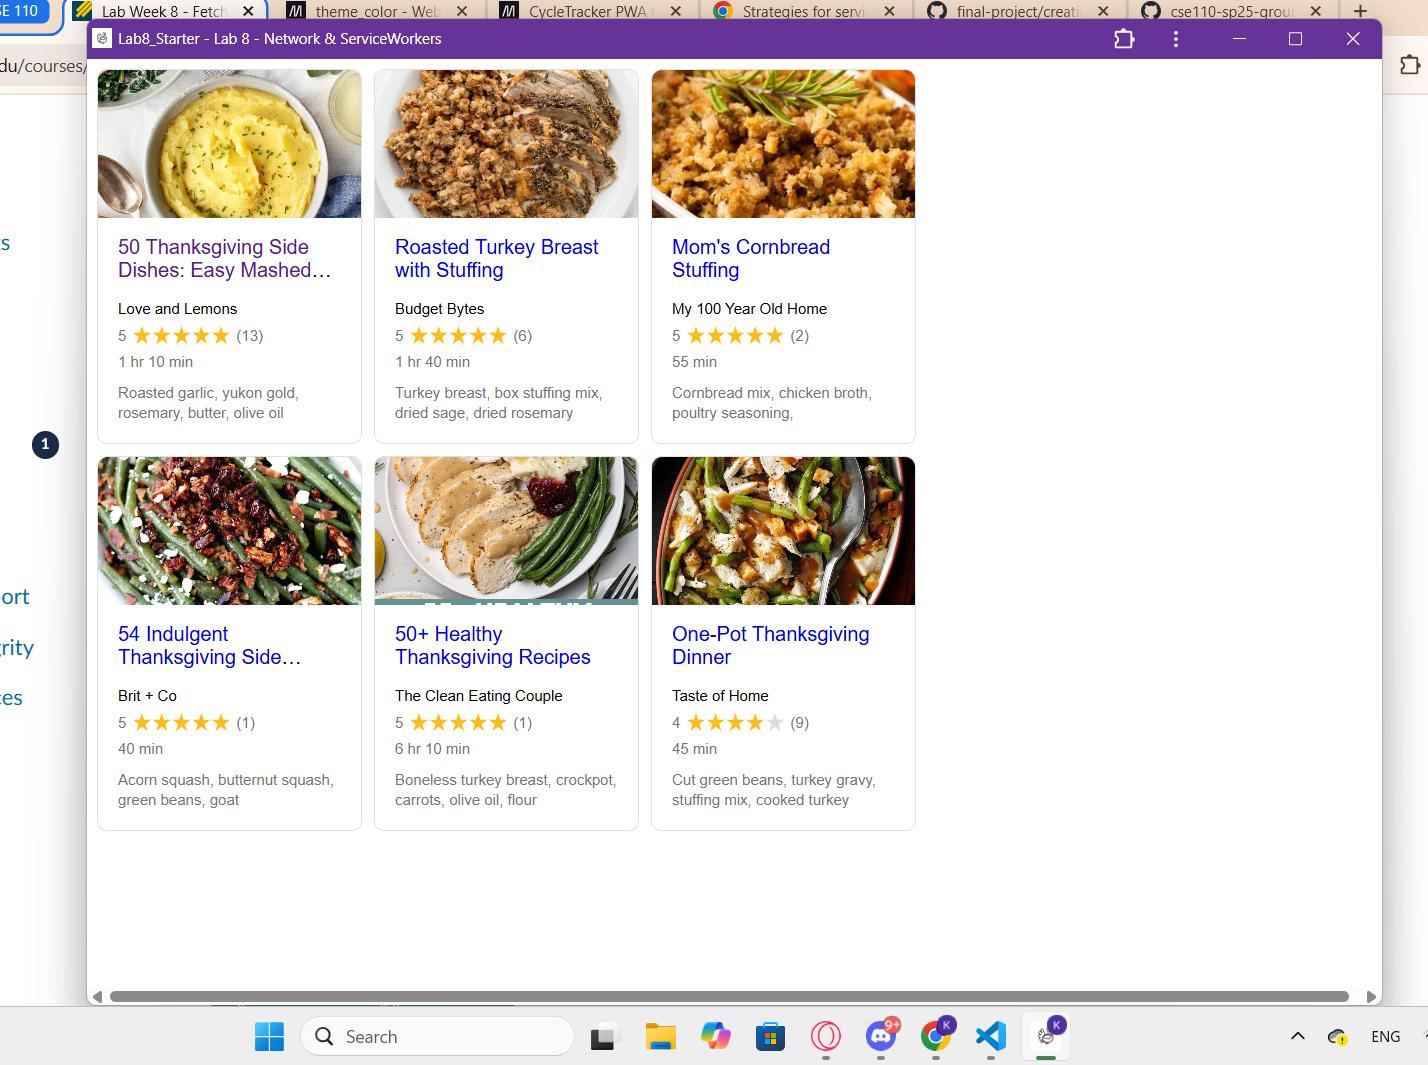 SE 110
Lab Week 8 - Fetch
theme_color - Web
CycleTracker PWA
Strategies for servi
final-project/creati
cse110-sp25-grou
du/courses/
Lab8_Starter - Lab 8 - Network & ServiceWorkers
50 Thanksgiving Side
Dishes: Easy Mashed…
Love and Lemons
5 ★★★★★ (13)
1 hr 10 min
Roasted garlic, yukon gold,
rosemary, butter, olive oil
Roasted Turkey Breast
with Stuffing
Budget Bytes
5 ★★★★★ (6)
1 hr 40 min
Turkey breast, box stuffing mix,
dried sage, dried rosemary
Mom's Cornbread
Stuffing
My 100 Year Old Home
5 ★★★★★ (2)
55 min
Cornbread mix, chicken broth,
poultry seasoning,
54 Indulgent
Thanksgiving Side…
Brit + Co
5 ★★★★★ (1)
40 min
Acorn squash, butternut squash,
green beans, goat
50+ Healthy
Thanksgiving Recipes
The Clean Eating Couple
5 ★★★★★ (1)
6 hr 10 min
Boneless turkey breast, crockpot,
carrots, olive oil, flour
One-Pot Thanksgiving
Dinner
Taste of Home
4 ★★★★★ (9)
45 min
Cut green beans, turkey gravy,
stuffing mix, cooked turkey
ts
1
ort
rity
ces
Search
9+
K
K
ENG